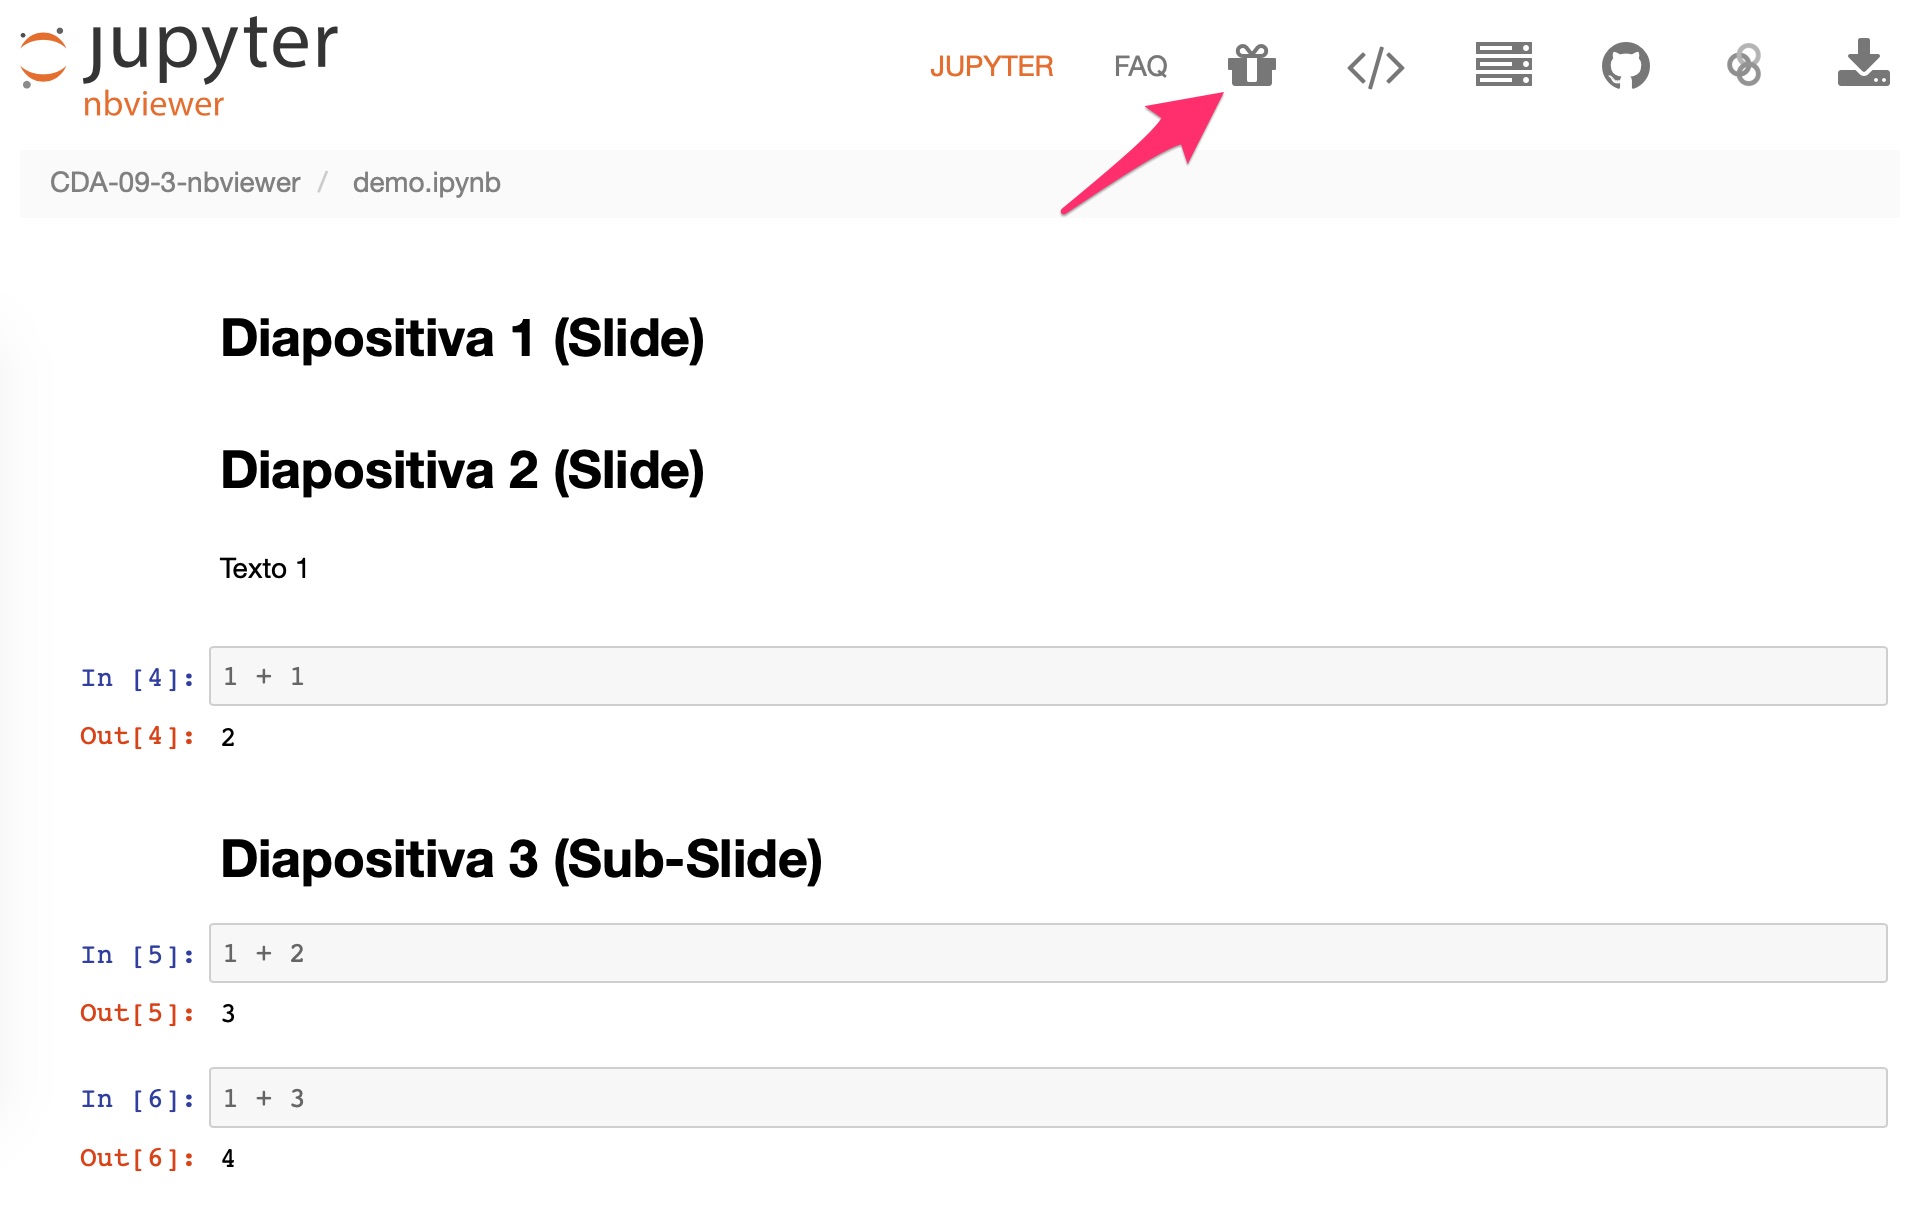 jupyter
nbviewer
JUPYTER FAQ </>
CDA-09-3-nbviewer / demo.ipynb
Diapositiva 1 (Slide)
Diapositiva 2 (Slide)
Texto 1
In [4]: 1 + 1
Out[4]: 2
Diapositiva 3 (Sub-Slide)
In [5]: 1 + 2
Out[5]: 3
In [6]: 1 + 3
Out[6]: 4